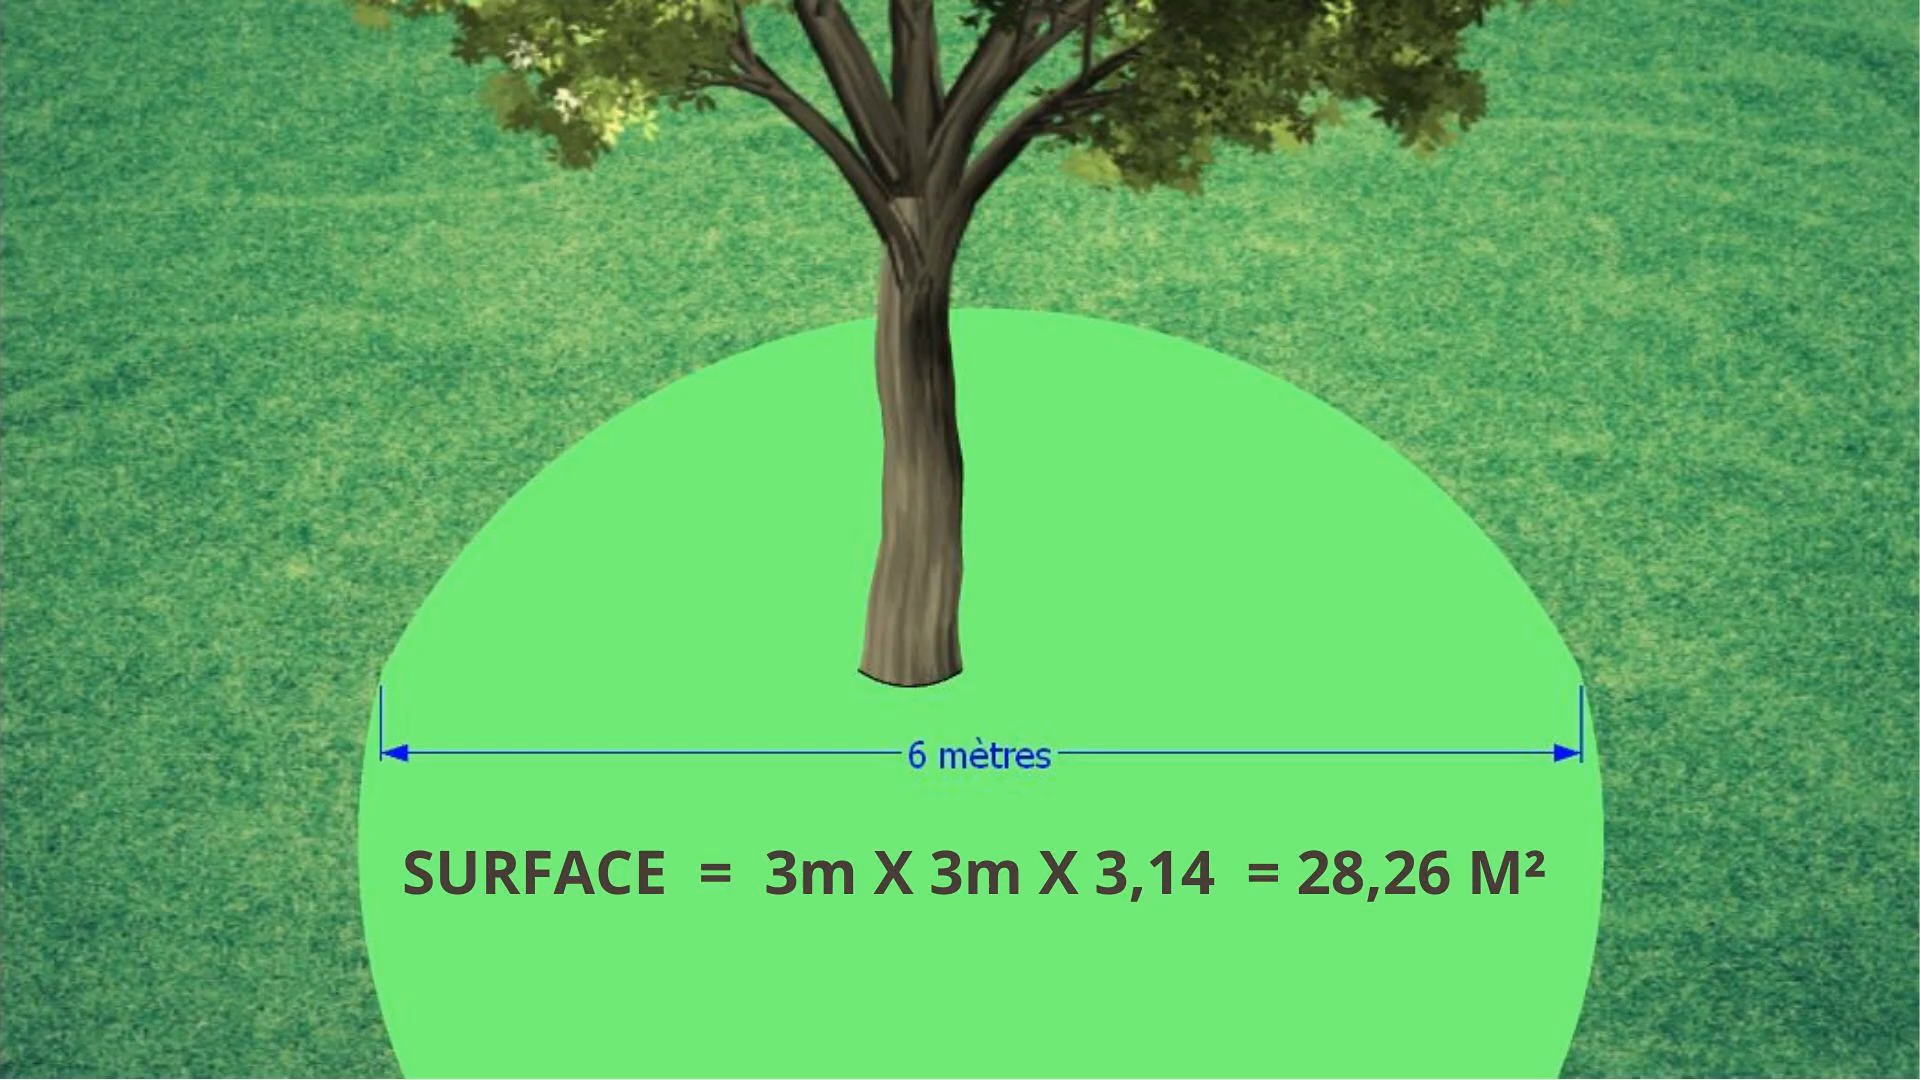 6 mètres
SURFACE = 3m X 3m X 3,14 = 28,26 M²